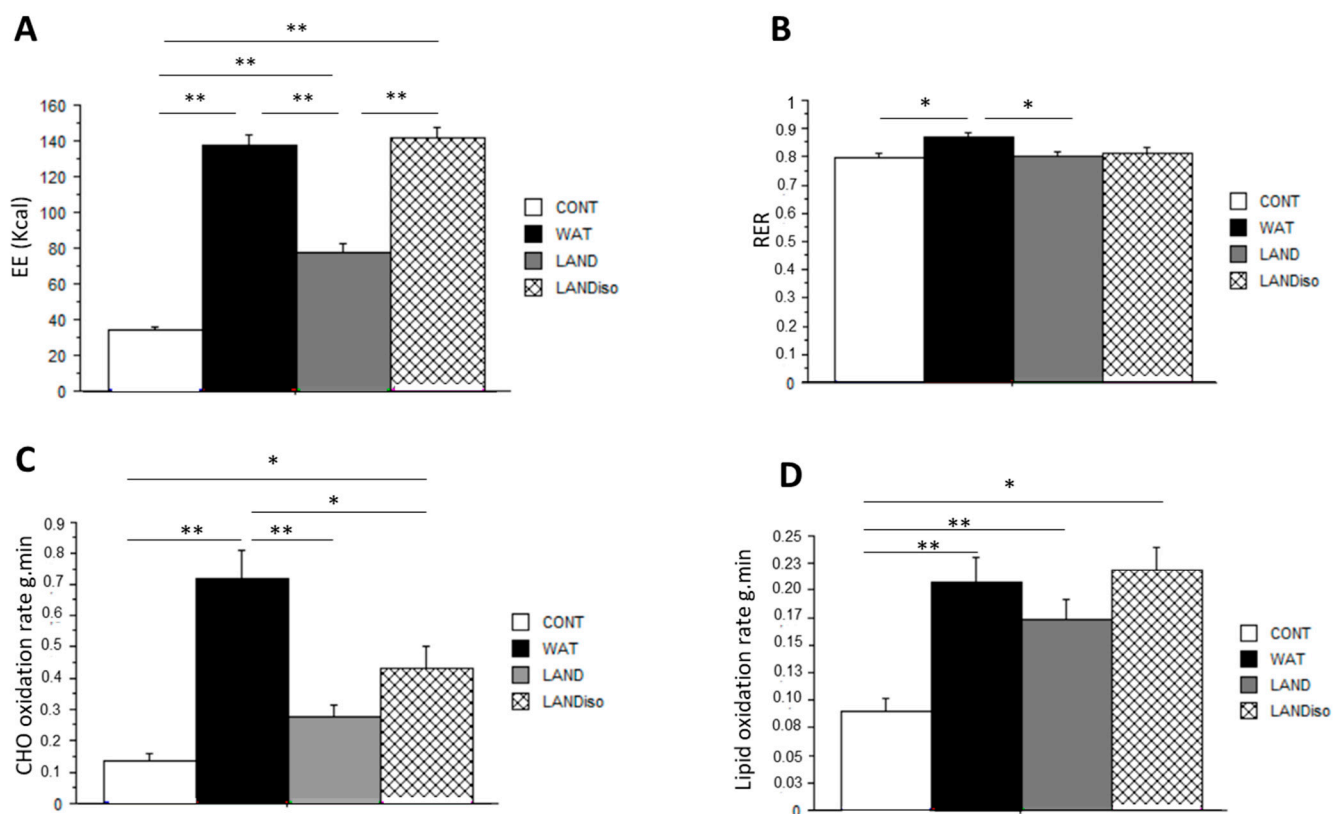 A
**
**
** ** **
160
140
120
100
80
60
40
20
0
EE (Kcal)
CONT
WAT
LAND
LANDiso
B
* *
1
0.9
0.8
0.7
0.6
0.5
0.4
0.3
0.2
0.1
0
RER
CONT
WAT
LAND
LANDiso
C
*
*
** **
0.9
0.8
0.7
0.6
0.5
0.4
0.3
0.2
0.1
0
CHO oxidation rate g.min
CONT
WAT
LAND
LANDiso
D
*
**
**
0.25
0.23
0.20
0.17
0.15
0.13
0.10
0.08
0.05
0.03
0
Lipid oxidation rate g.min
CONT
WAT
LAND
LANDiso